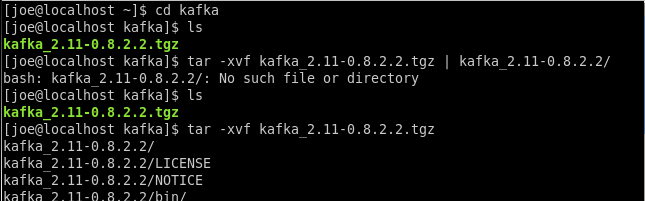 [joe@localhost ~]$ cd kafka
[joe@localhost kafka]$ ls
kafka_2.11-0.8.2.2.tgz
[joe@localhost kafka]$ tar -xvf kafka_2.11-0.8.2.2.tgz | kafka_2.11-0.8.2.2/
bash: kafka_2.11-0.8.2.2/: No such file or directory
[joe@localhost kafka]$ ls
kafka_2.11-0.8.2.2.tgz
[joe@localhost kafka]$ tar -xvf kafka_2.11-0.8.2.2.tgz
kafka_2.11-0.8.2.2/
kafka_2.11-0.8.2.2/LICENSE
kafka_2.11-0.8.2.2/NOTICE
kafka_2.11-0.8.2.2/bin/